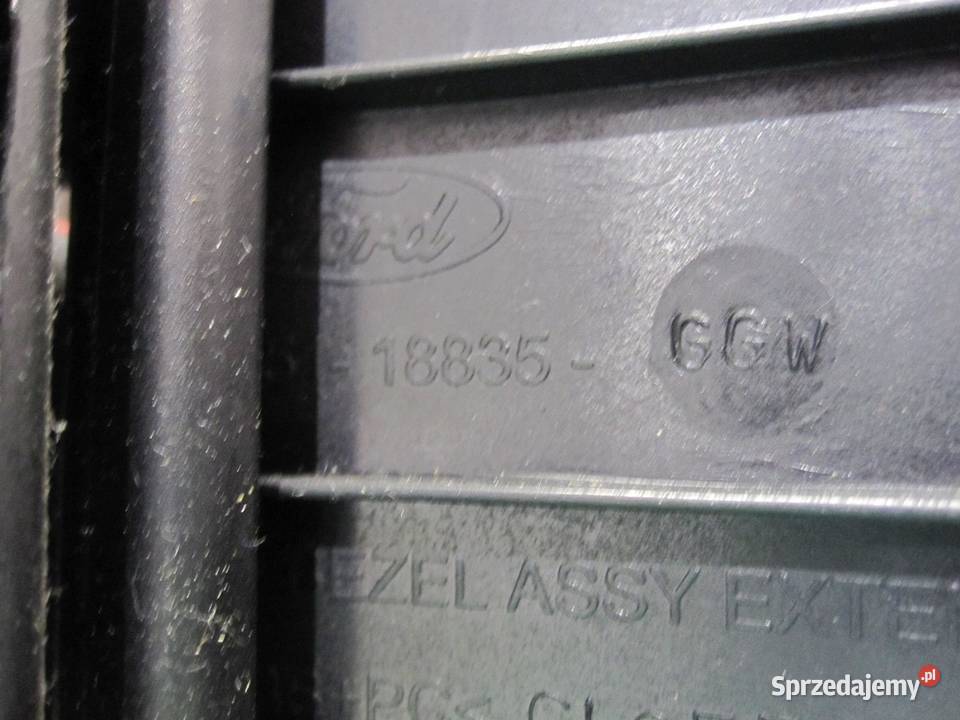 Ford
- 18835 - GGW
EZEL ASSY EXTE
Sprzedajemy.pl